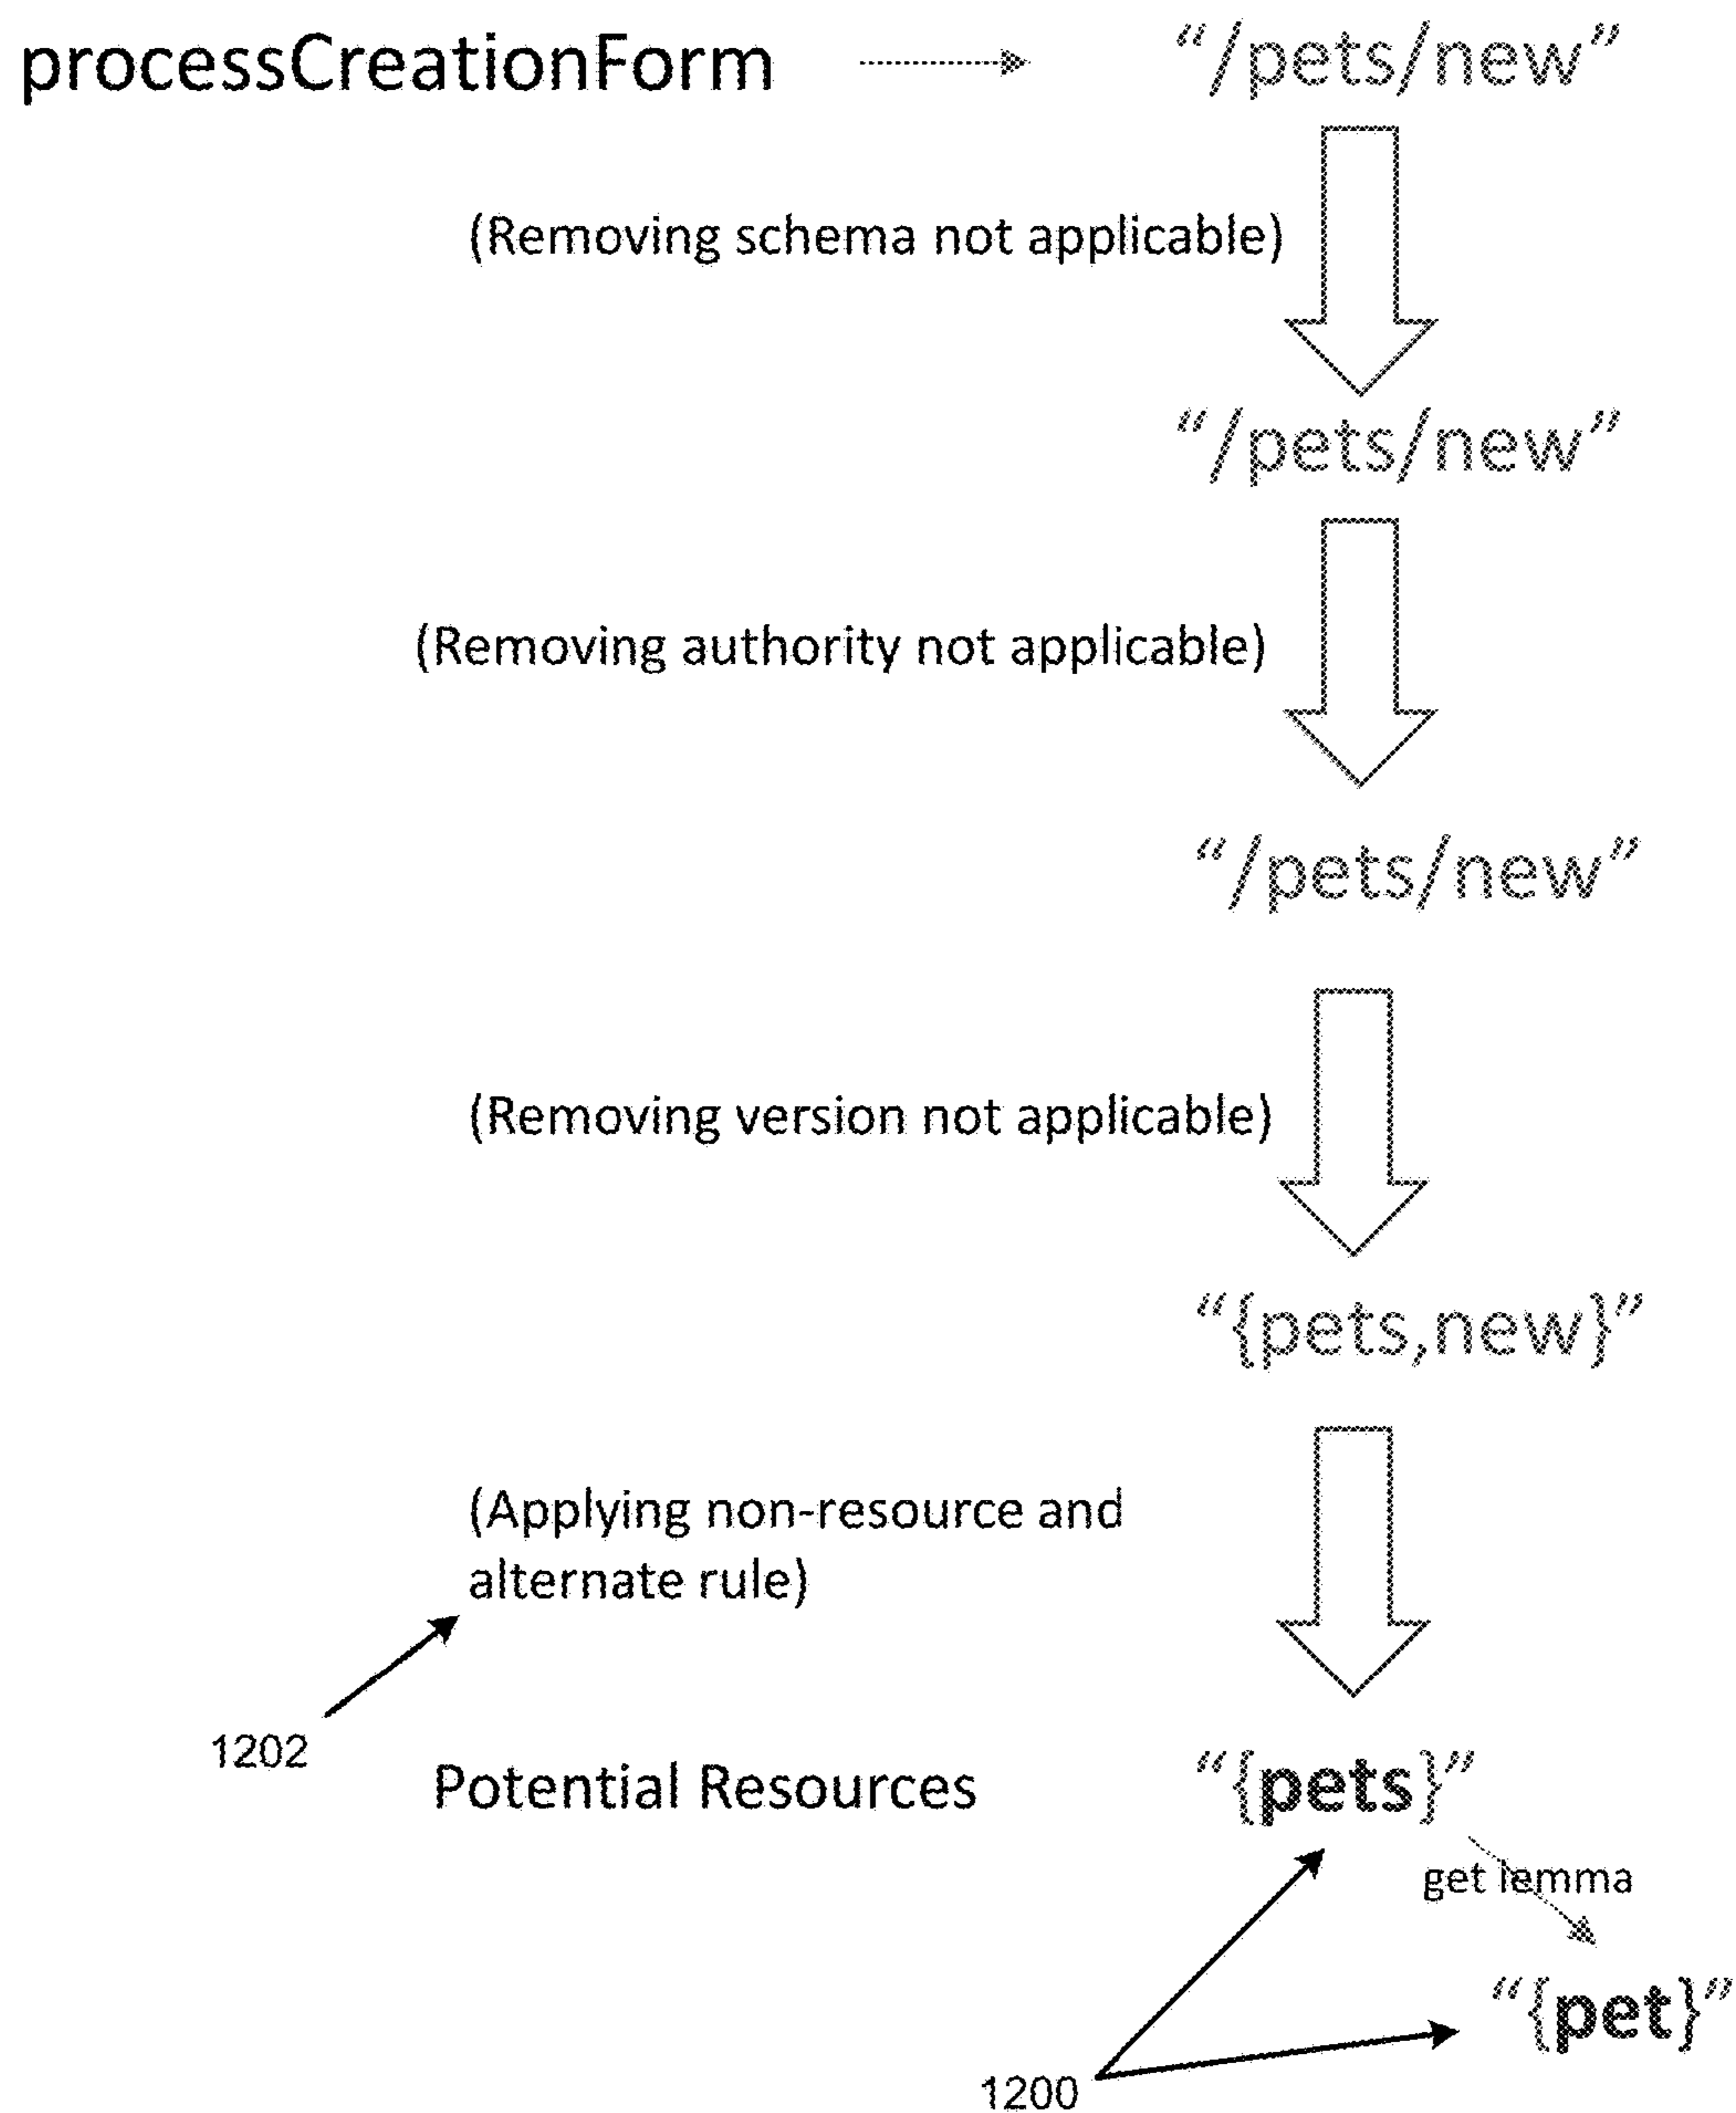 processCreationForm “/pets/new”
(Removing schema not applicable)
“/pets/new”
(Removing authority not applicable)
“/pets/new”
(Removing version not applicable)
“{pets,new}”
(Applying non-resource and
alternate rule)
1202
Potential Resources “{pets}”
get lemma
“{pet}”
1200